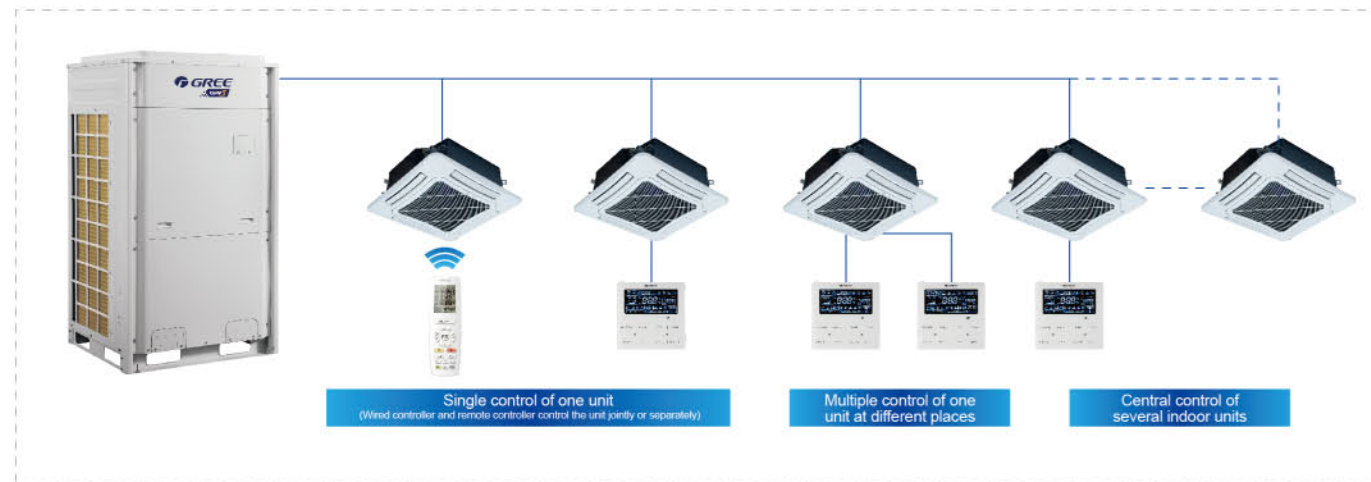 GREE
GMV
Single control of one unit
(Wired controller and remote controller control the unit jointly or separately)
Multiple control of one
unit at different places
Central control of
several indoor units